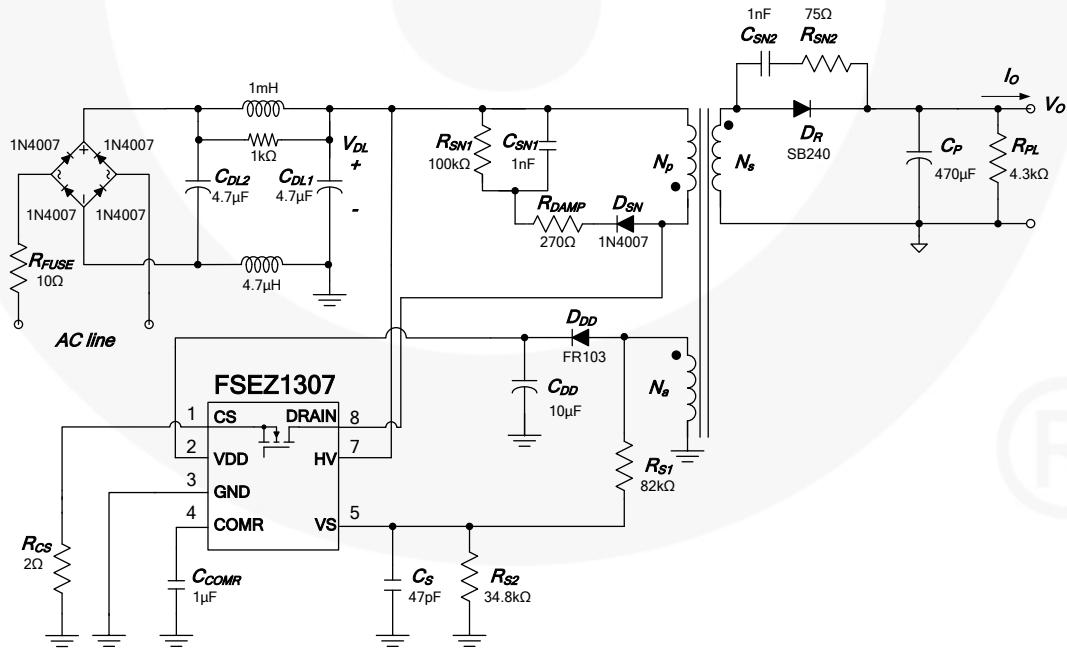 1nF
75Ω
CSN2
RSN2
IO
VO
1mH
1N4007
1N4007
1kΩ
VDL
+
-
RSN1
100kΩ
CSN1
1nF
Np
Ns
DR
SB240
CP
470µF
RPL
4.3kΩ
+
-
1N4007
1N4007
CDL2
4.7µF
CDL1
4.7µF
RDAMP
270Ω
DSN
1N4007
RFUSE
10Ω
4.7µH
AC line
DDD
FR103
CDD
10µF
Na
FSEZ1307
1
CS
DRAIN
8
2
VDD
HV
7
3
GND
4
COMR
VS
5
RS1
82kΩ
RCS
2Ω
CCOMR
1µF
CS
47pF
RS2
34.8kΩ
R